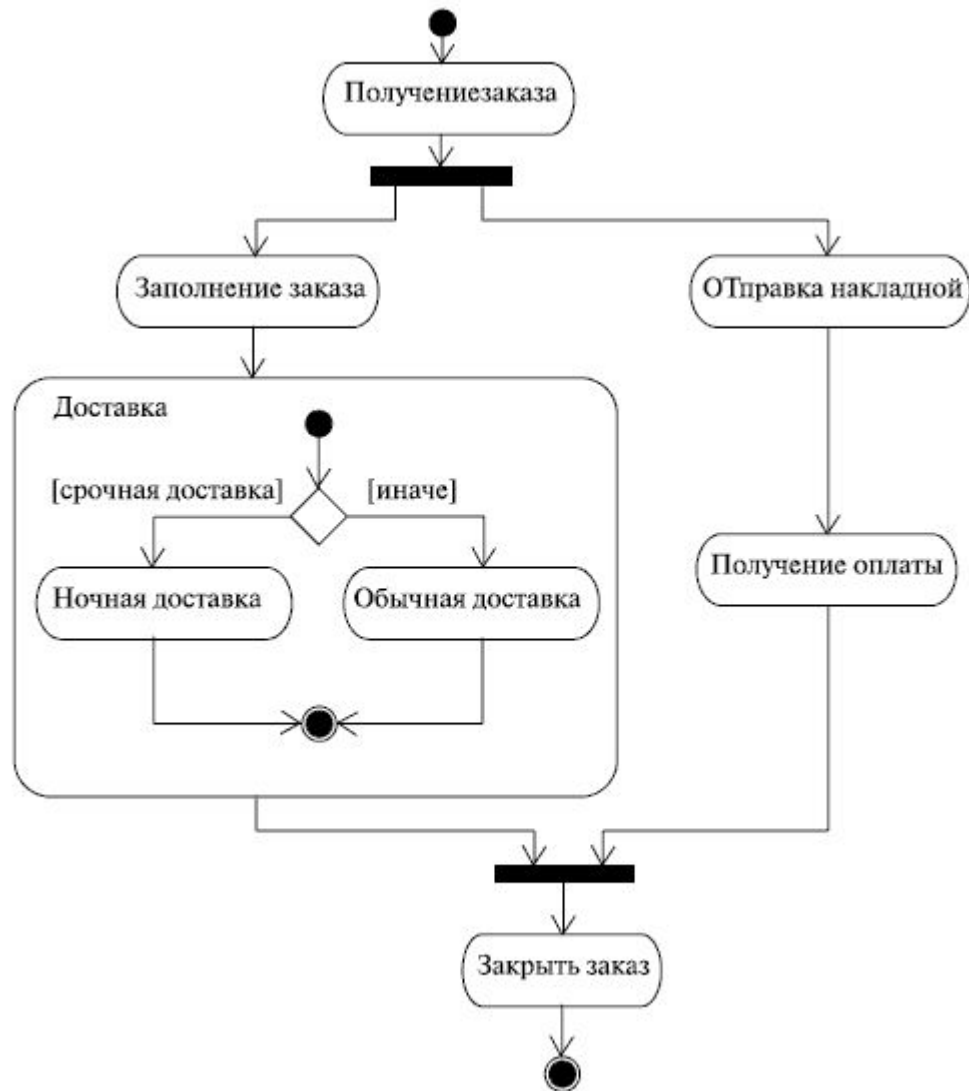 Получениезаказа
Заполнение заказа
ОТправка накладной
Доставка
[срочная доставка]
[иначе]
Ночная доставка
Обычная доставка
Получение оплаты
Закрыть заказ